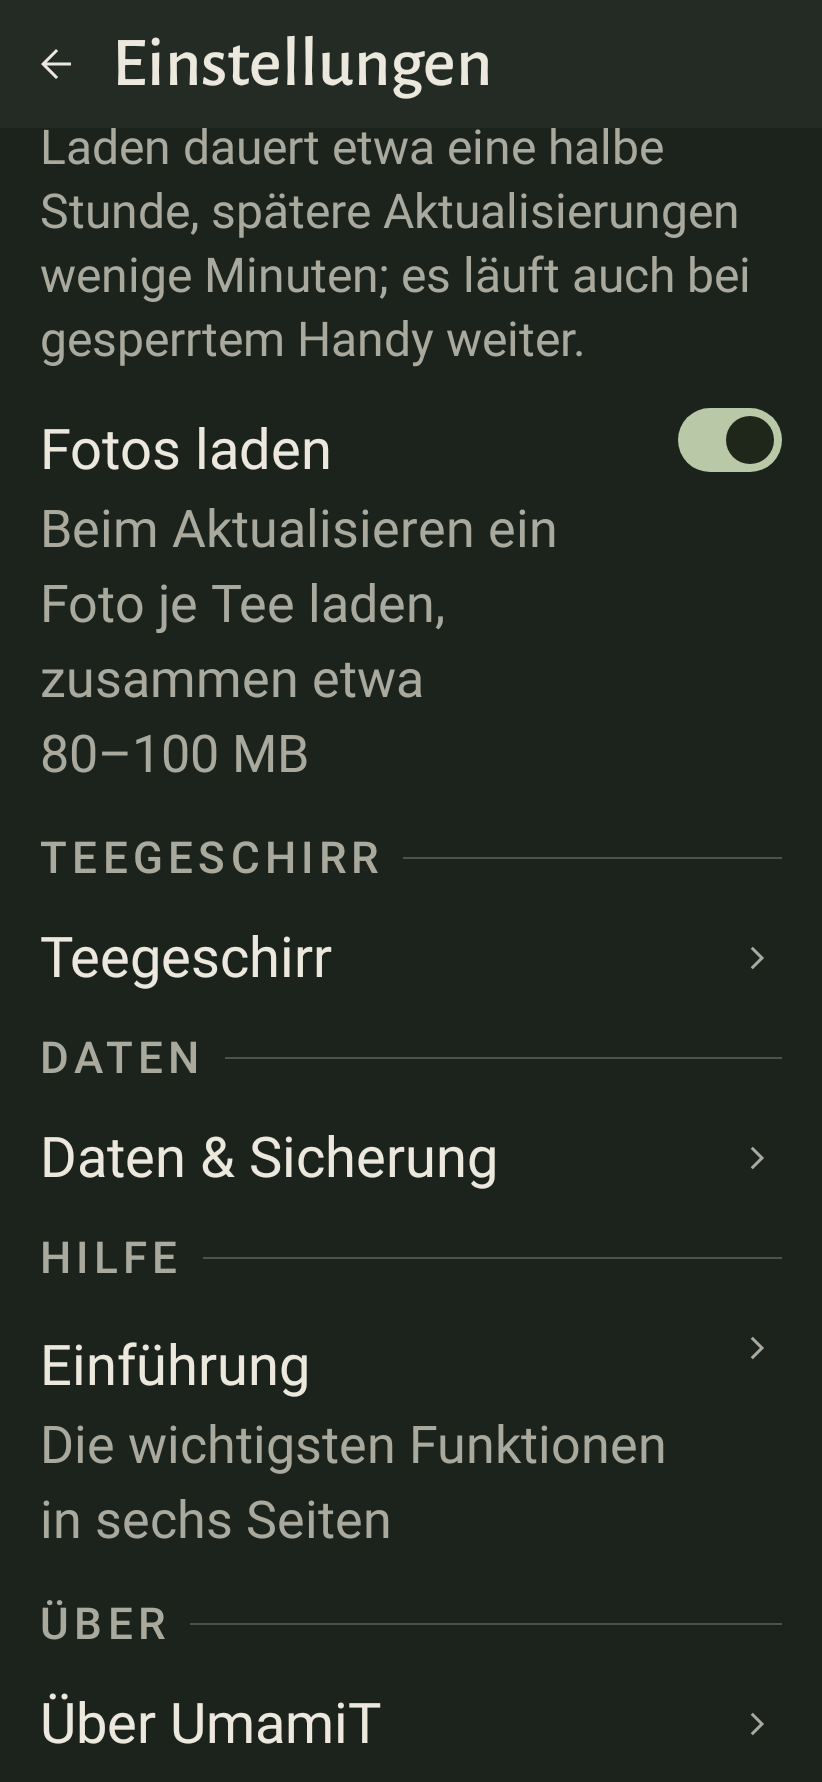 Einstellungen
Laden dauert etwa eine halbe
Stunde, spätere Aktualisierungen
wenige Minuten; es läuft auch bei
gesperrtem Handy weiter.
Fotos laden
Beim Aktualisieren ein
Foto je Tee laden,
zusammen etwa
80–100 MB
TEEGESCHIRR
Teegeschirr
DATEN
Daten & Sicherung
HILFE
Einführung
Die wichtigsten Funktionen
in sechs Seiten
ÜBER
Über UmamiT